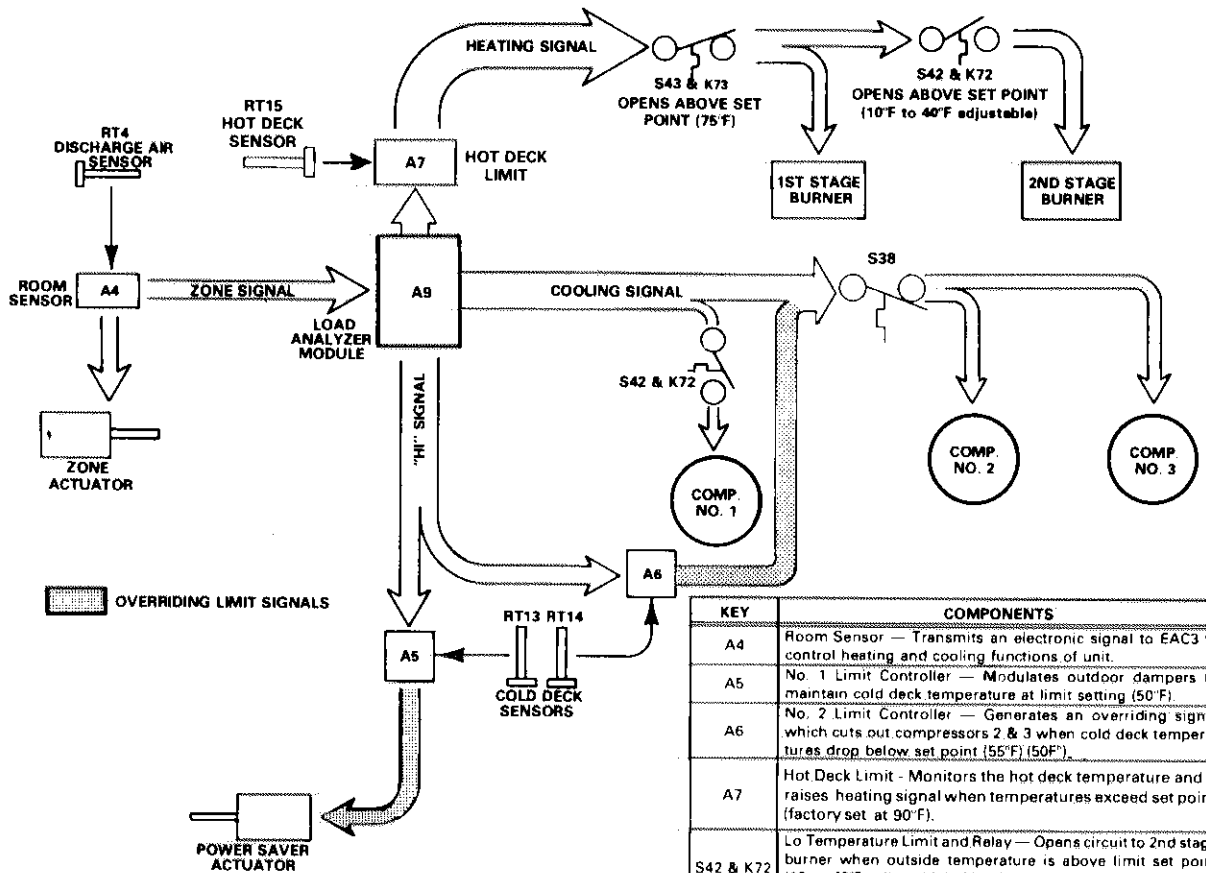 HEATING SIGNAL
S43 & K73
OPENS ABOVE SET
POINT (75°F)
S42 & K72
OPENS ABOVE SET POINT
(10°F to 40°F adjustable)
RT15
HOT DECK
SENSOR
RT4
DISCHARGE AIR
SENSOR
A7
HOT DECK
LIMIT
1ST STAGE
BURNER
2ND STAGE
BURNER
ROOM
SENSOR
A4
ZONE SIGNAL
A9
LOAD
ANALYZER
MODULE
COOLING SIGNAL
S38
S42 & K72
"HI" SIGNAL
ZONE
ACTUATOR
COMP.
NO. 1
COMP.
NO. 2
COMP.
NO. 3
A6
OVERRIDING LIMIT SIGNALS
A5
RT13 RT14
COLD DECK
SENSORS
POWER SAVER
ACTUATOR
KEY COMPONENTS
A4 Room Sensor — Transmits an electronic signal to EAC3
control heating and cooling functions of unit.
A5 No. 1 Limit Controller — Modulates outdoor dampers
maintain cold deck temperature at limit setting (50°F).
A6 No. 2 Limit Controller — Generates an overriding sign
which cuts out compressors 2 & 3 when cold deck temper
tures drop below set point (55°F) (50F°).
A7 Hot Deck Limit - Monitors the hot deck temperature and
raises heating signal when temperatures exceed set poin
(factory set at 90°F).
S42 & K72 Lo Temperature Limit and Relay — Opens circuit to 2nd stag
burner when outside temperature is above limit set poin